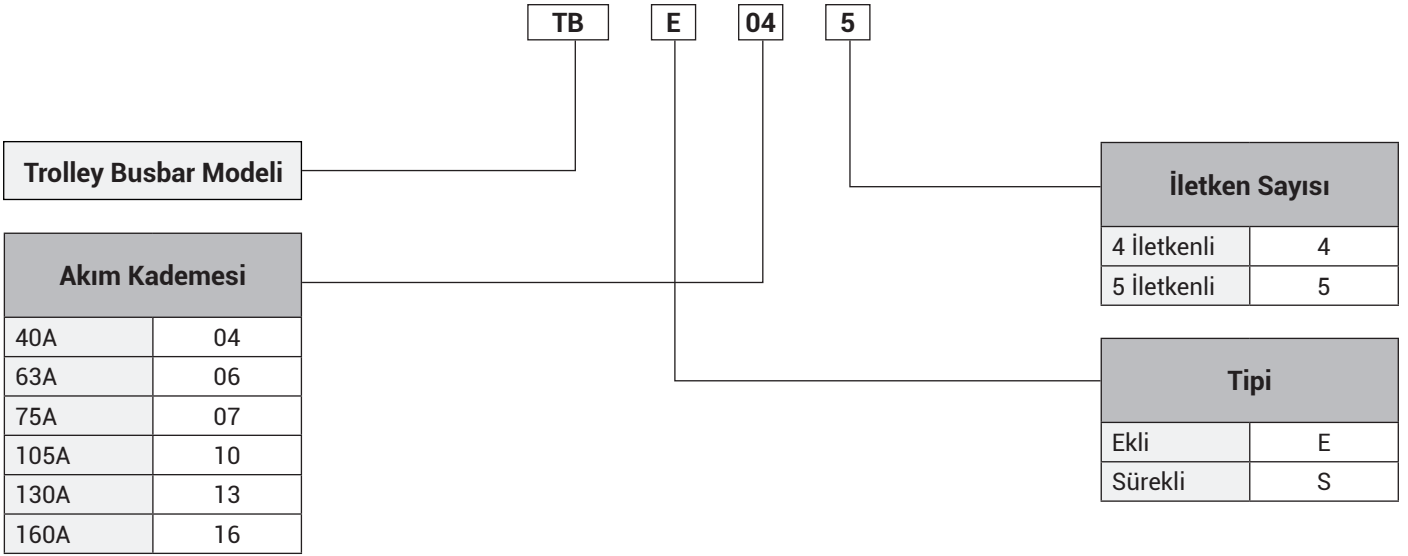 TB E 04 5
Trolley Busbar Modeli
Akım Kademesi
40A 04
63A 06
75A 07
105A 10
130A 13
160A 16
İletken Sayısı
4 İletkenli 4
5 İletkenli 5
Tipi
Ekli E
Sürekli S